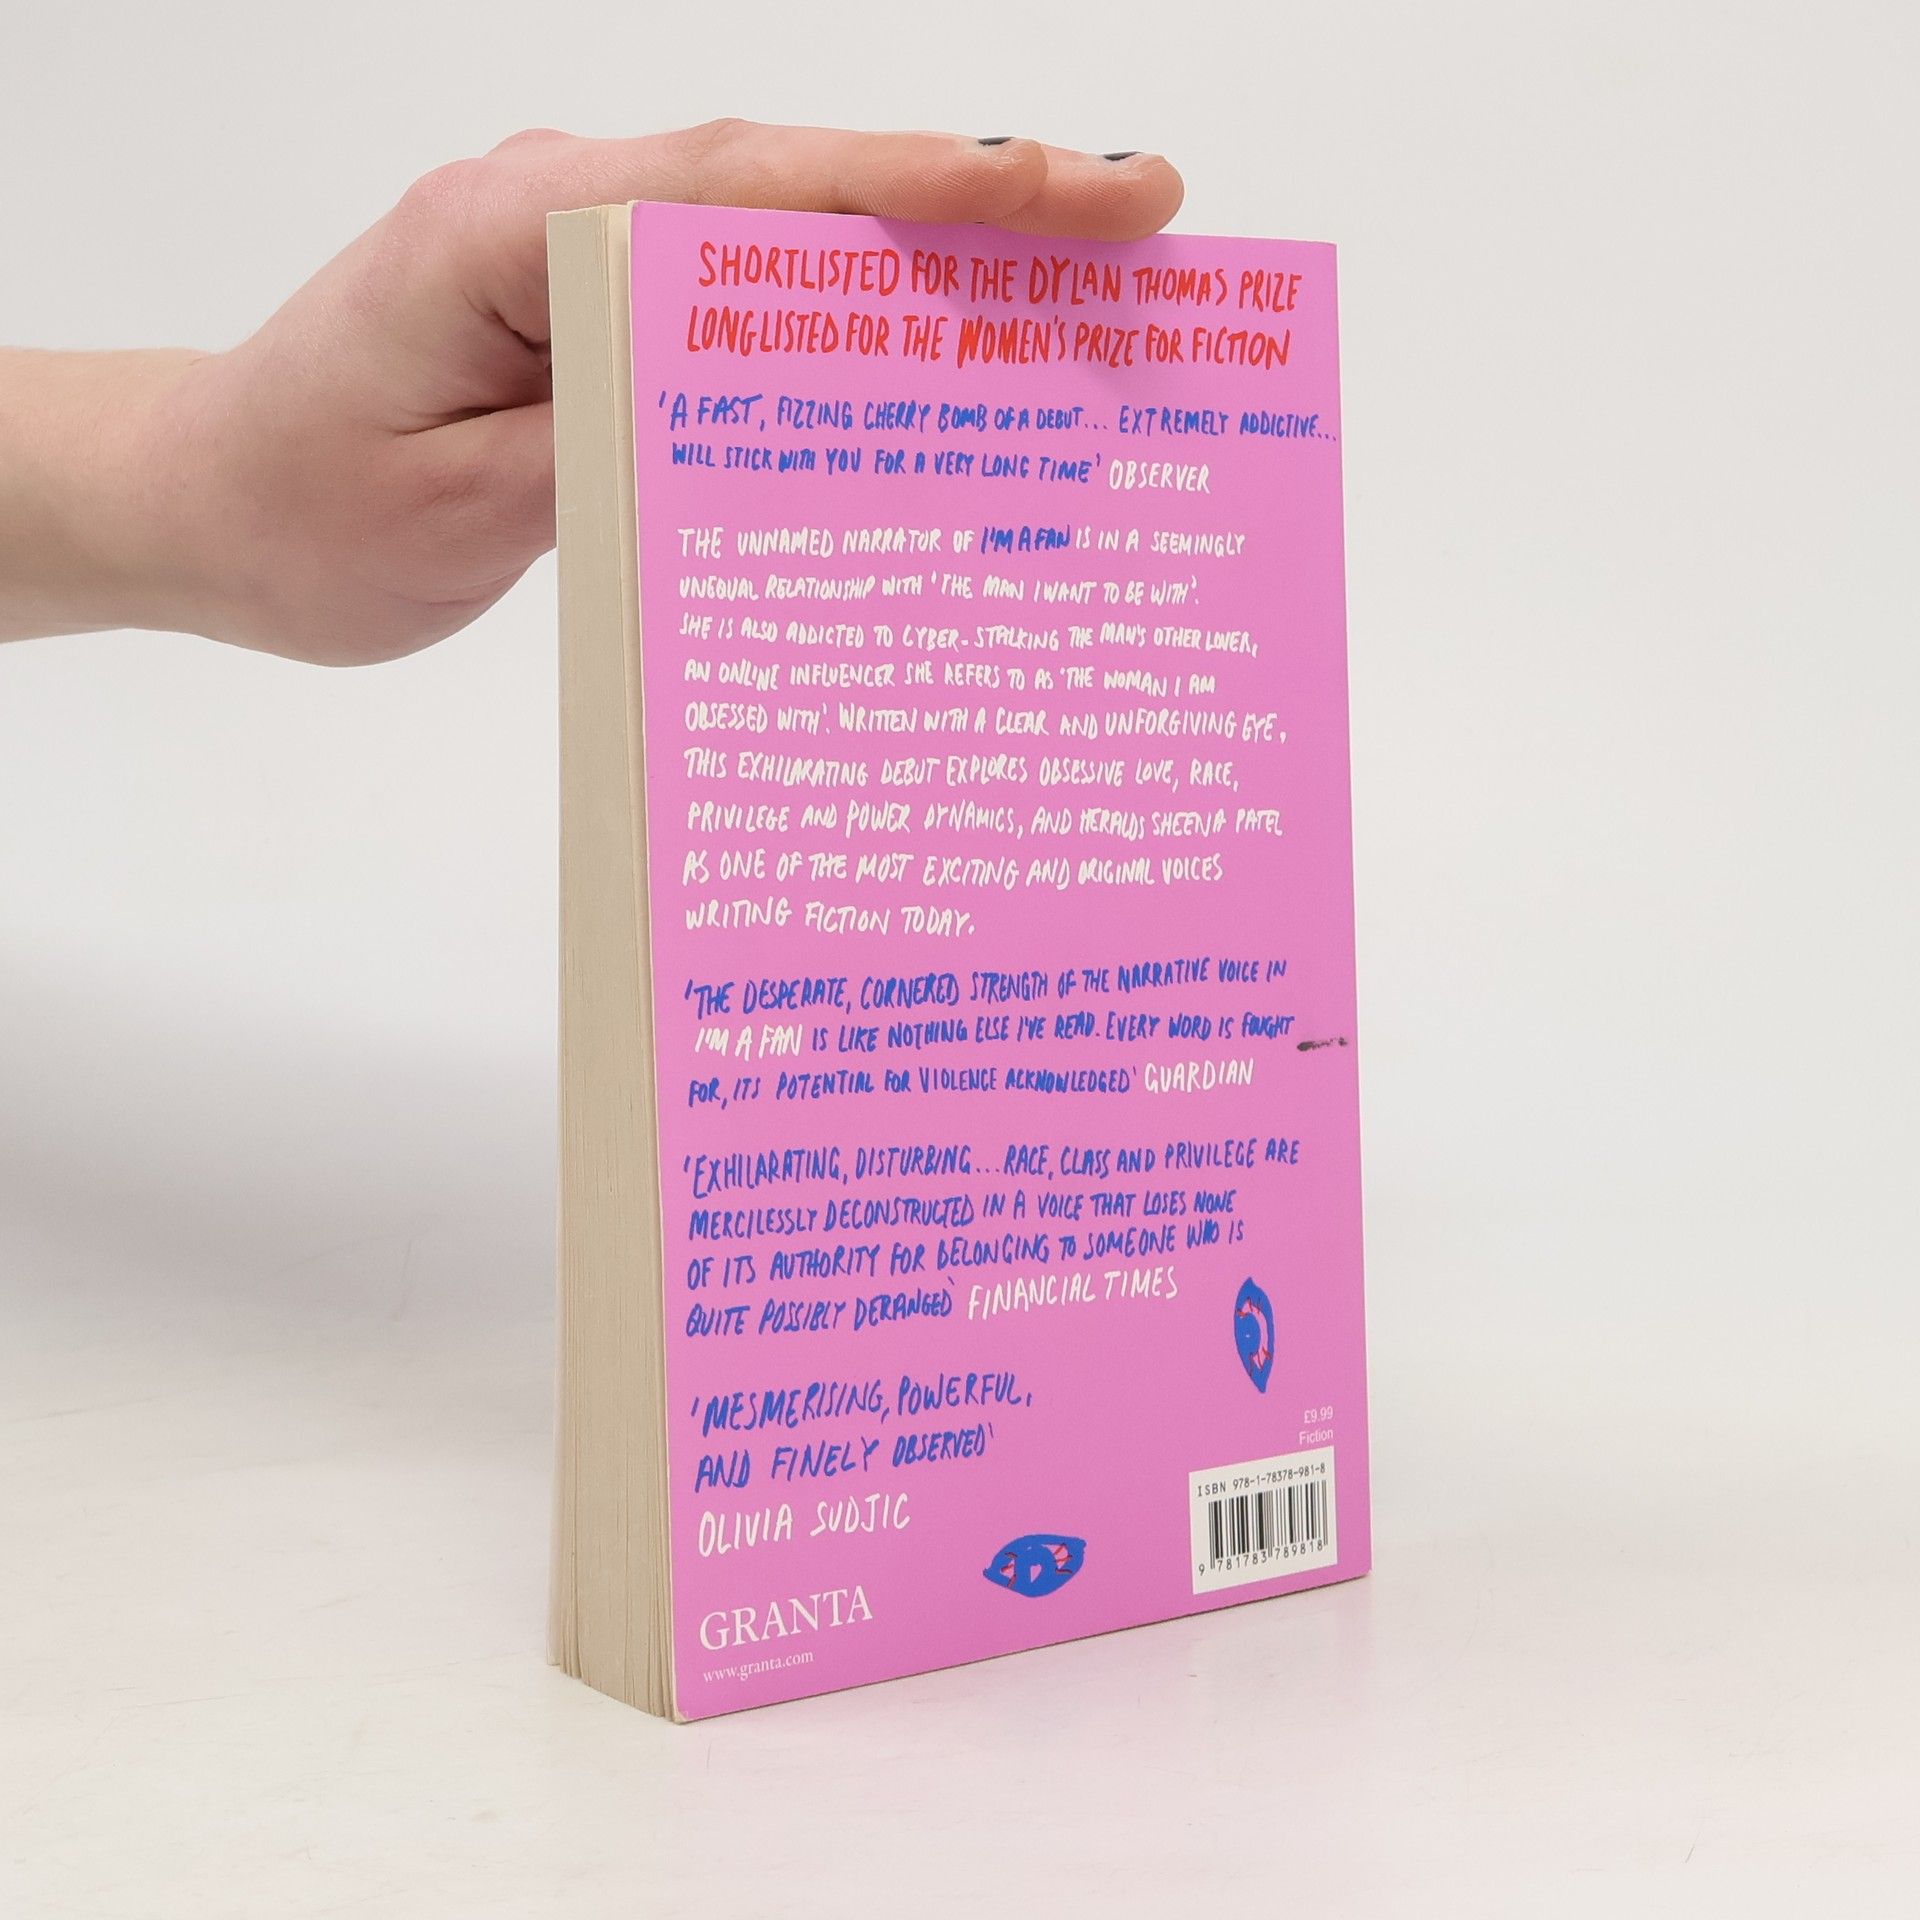 SHORTLISTED FOR THE DYLAN THOMAS PRIZE
LONGLISTED FOR THE WOMEN'S PRIZE FOR FICTION
'A FAST, FIZZING CHERRY BOMB OF A DEBUT... EXTREMELY ADDICTIVE...
WILL STICK WITH YOU FOR A VERY LONG TIME' OBSERVER
THE UNNAMED NARRATOR OF I'M A FAN IS IN A SEEMINGLY
UNEQUAL RELATIONSHIP WITH 'THE MAN I WANT TO BE WITH'.
SHE IS ALSO ADDICTED TO CYBER-STALKING THE MAN'S OTHER LOVER,
AN ONLINE INFLUENCER SHE REFERS TO AS 'THE WOMAN I AM
OBSESSED WITH'. WRITTEN WITH A CLEAR AND UNFORGIVING EYE,
THIS EXHILARATING DEBUT EXPLORES OBSESSIVE LOVE, RACE,
PRIVILEGE AND POWER DYNAMICS, AND HERALDS SHEENA PATEL
AS ONE OF THE MOST EXCITING AND ORIGINAL VOICES
WRITING FICTION TODAY.
'THE DESPERATE, CORNERED STRENGTH OF THE NARRATIVE VOICE IN
I'M A FAN IS LIKE NOTHING ELSE I'VE READ. EVERY WORD IS FOUGHT
FOR, ITS POTENTIAL FOR VIOLENCE ACKNOWLEDGED' GUARDIAN
'EXHILARATING, DISTURBING...RACE, CLASS AND PRIVILEGE ARE
MERCILESSLY DECONSTRUCTED IN A VOICE THAT LOSES NONE
OF ITS AUTHORITY FOR BELONGING TO SOMEONE WHO IS
QUITE POSSIBLY DERANGED' FINANCIAL TIMES
'MESMERISING, POWERFUL,
AND FINELY OBSERVED'
OLIVIA SUDJIC
£9.99
Fiction
ISBN 978-1-78378-981-8
9 781783 789818
GRANTA
www.granta.com